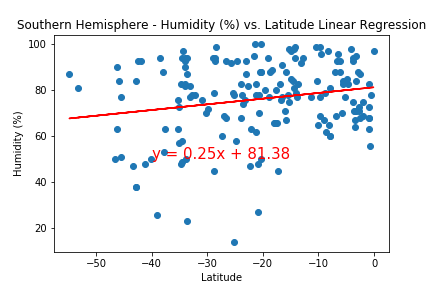 Southern Hemisphere - Humidity (%) vs. Latitude Linear Regression
100
80
60
40
20
Humidity (%)
y = 0.25x + 81.38
−50
−40
−30
−20
−10
0
Latitude